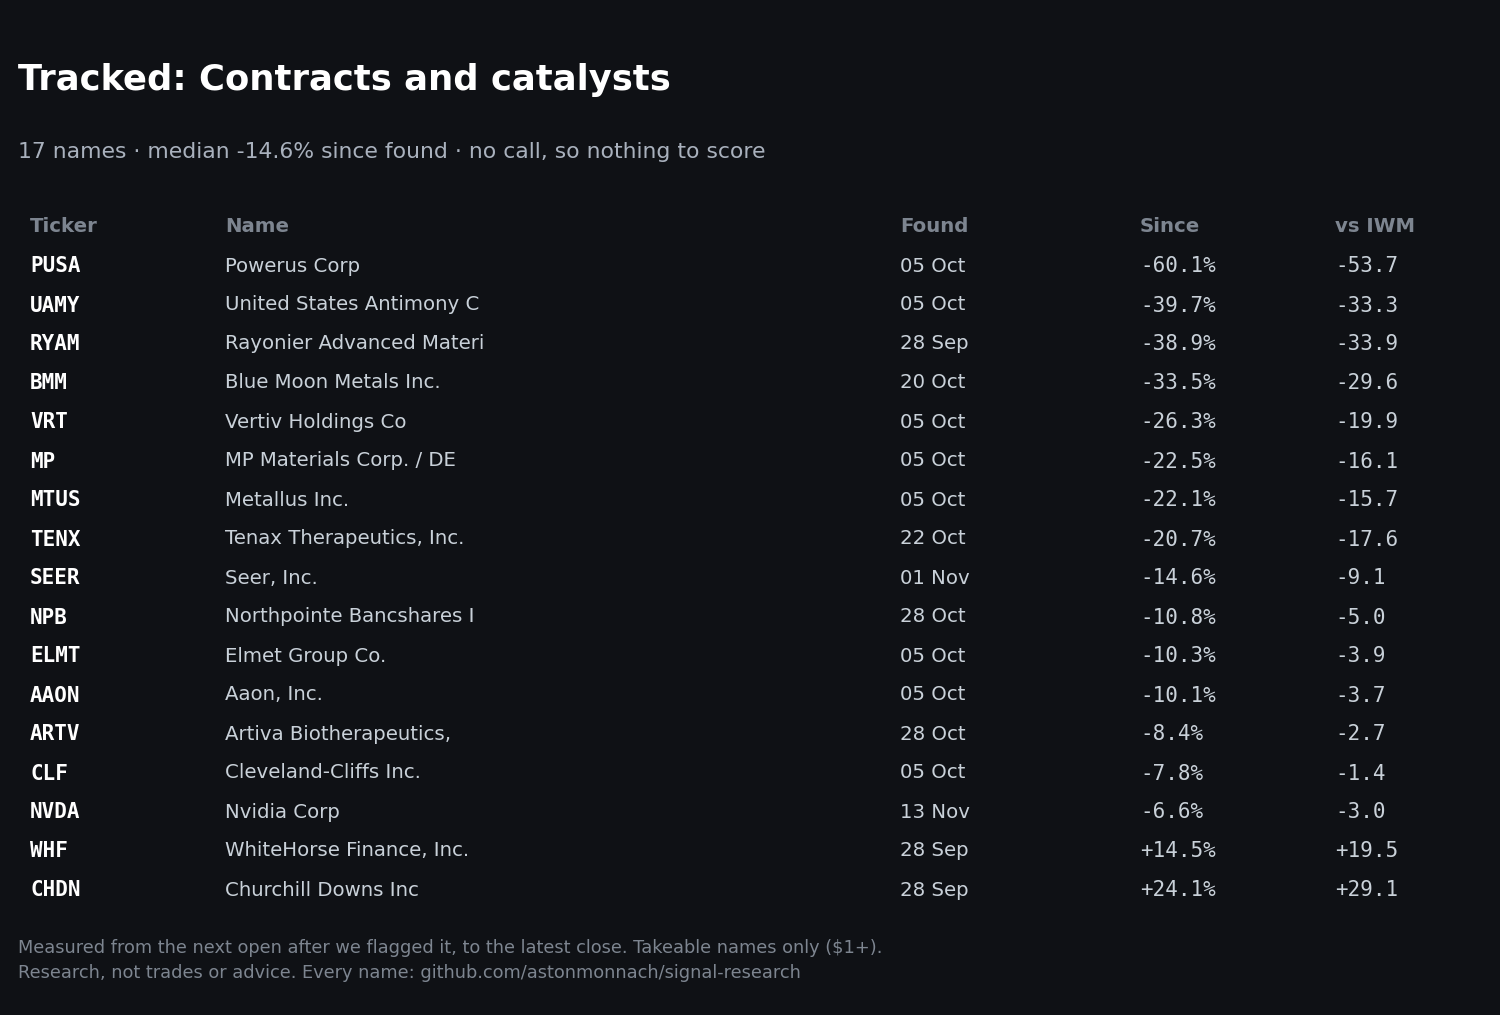 Tracked: Contracts and catalysts
17 names · median -14.6% since found · no call, so nothing to score
Ticker Name Found Since vs IWM
PUSA Powerus Corp 05 Oct -60.1% -53.7
UAMY United States Antimony C 05 Oct -39.7% -33.3
RYAM Rayonier Advanced Materi 28 Sep -38.9% -33.9
BMM Blue Moon Metals Inc. 20 Oct -33.5% -29.6
VRT Vertiv Holdings Co 05 Oct -26.3% -19.9
MP MP Materials Corp. / DE 05 Oct -22.5% -16.1
MTUS Metallus Inc. 05 Oct -22.1% -15.7
TENX Tenax Therapeutics, Inc. 22 Oct -20.7% -17.6
SEER Seer, Inc. 01 Nov -14.6% -9.1
NPB Northpointe Bancshares I 28 Oct -10.8% -5.0
ELMT Elmet Group Co. 05 Oct -10.3% -3.9
AAON Aaon, Inc. 05 Oct -10.1% -3.7
ARTV Artiva Biotherapeutics, 28 Oct -8.4% -2.7
CLF Cleveland-Cliffs Inc. 05 Oct -7.8% -1.4
NVDA Nvidia Corp 13 Nov -6.6% -3.0
WHF WhiteHorse Finance, Inc. 28 Sep +14.5% +19.5
CHDN Churchill Downs Inc 28 Sep +24.1% +29.1
Measured from the next open after we flagged it, to the latest close. Takeable names only ($1+).
Research, not trades or advice. Every name: github.com/astonmonnach/signal-research